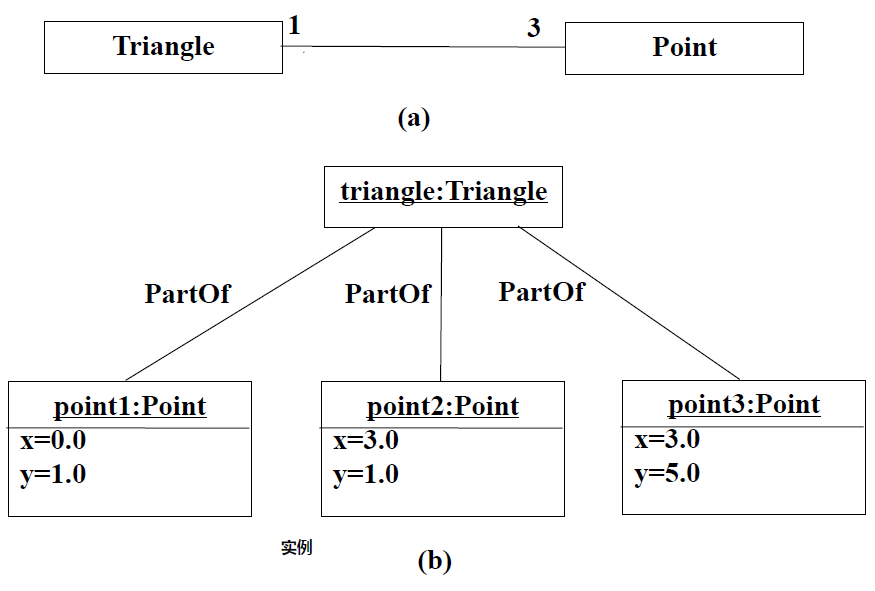 1 3
Triangle Point
(a)
triangle:Triangle
PartOf PartOf PartOf
point1:Point point2:Point point3:Point
x=0.0 x=3.0 x=3.0
y=1.0 y=1.0 y=5.0
实例
(b)